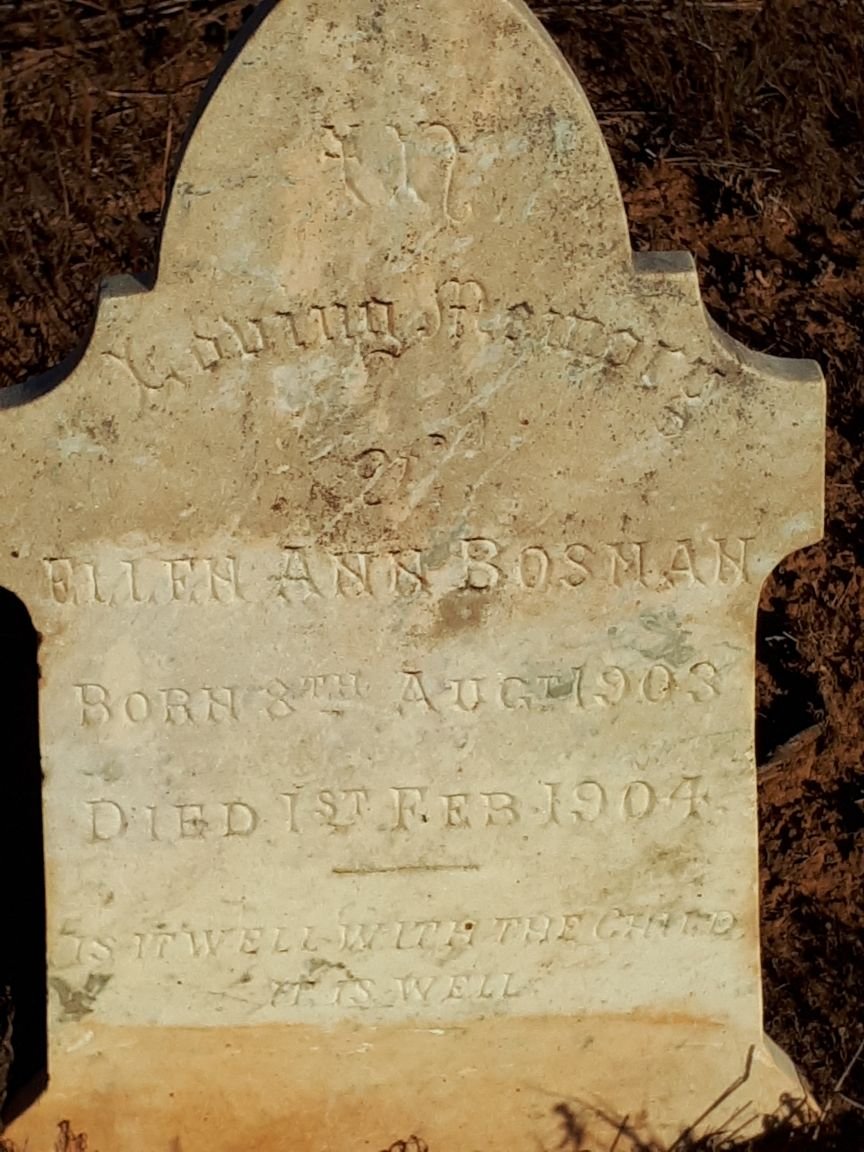 In
Loving Memory
of
ELLEN ANN BOSMAN
BORN 8TH AUGT 1903
DIED 1ST FEB 1904.
IS IT WELL WITH THE CHILD
IT IS WELL